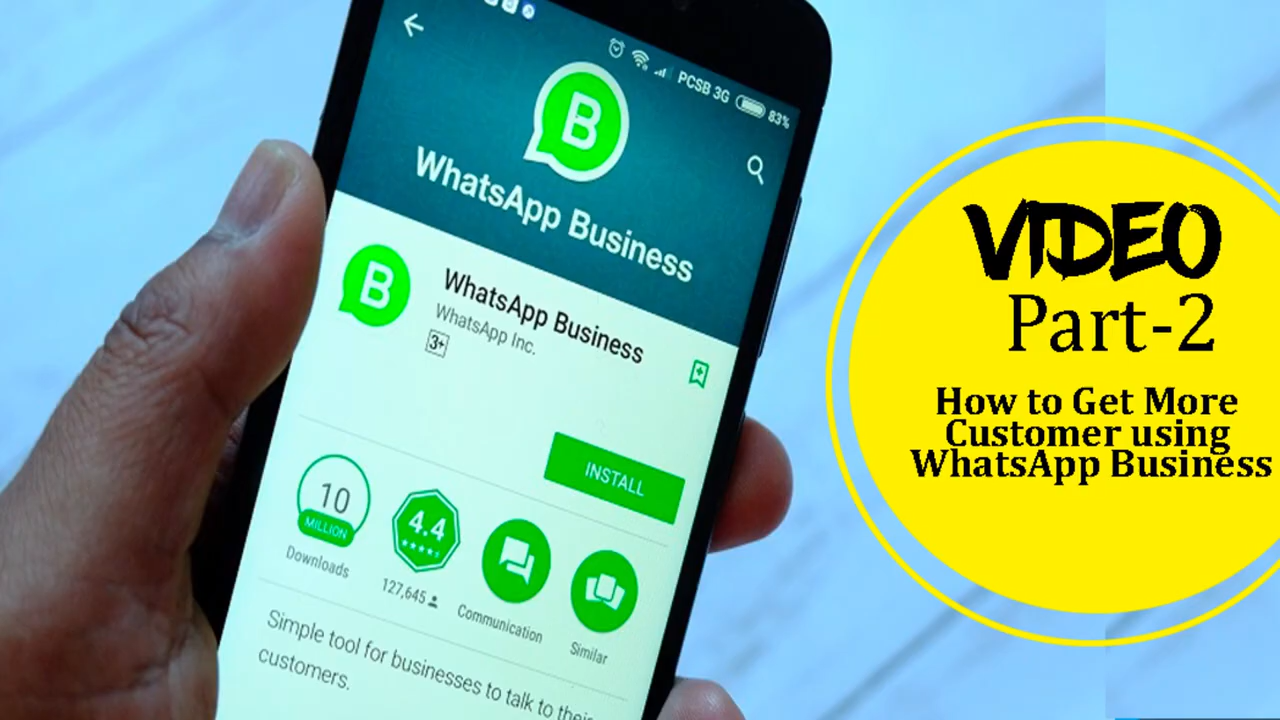 PCSB 3G 83%
B
WhatsApp Business
B
WhatsApp Business
WhatsApp Inc.
3+
INSTALL
10
MILLION
Downloads
4.4
127,645
Communication
Similar
Simple tool for businesses to talk to their
customers.
VIDEO
Part-2
How to Get More
Customer using
WhatsApp Business